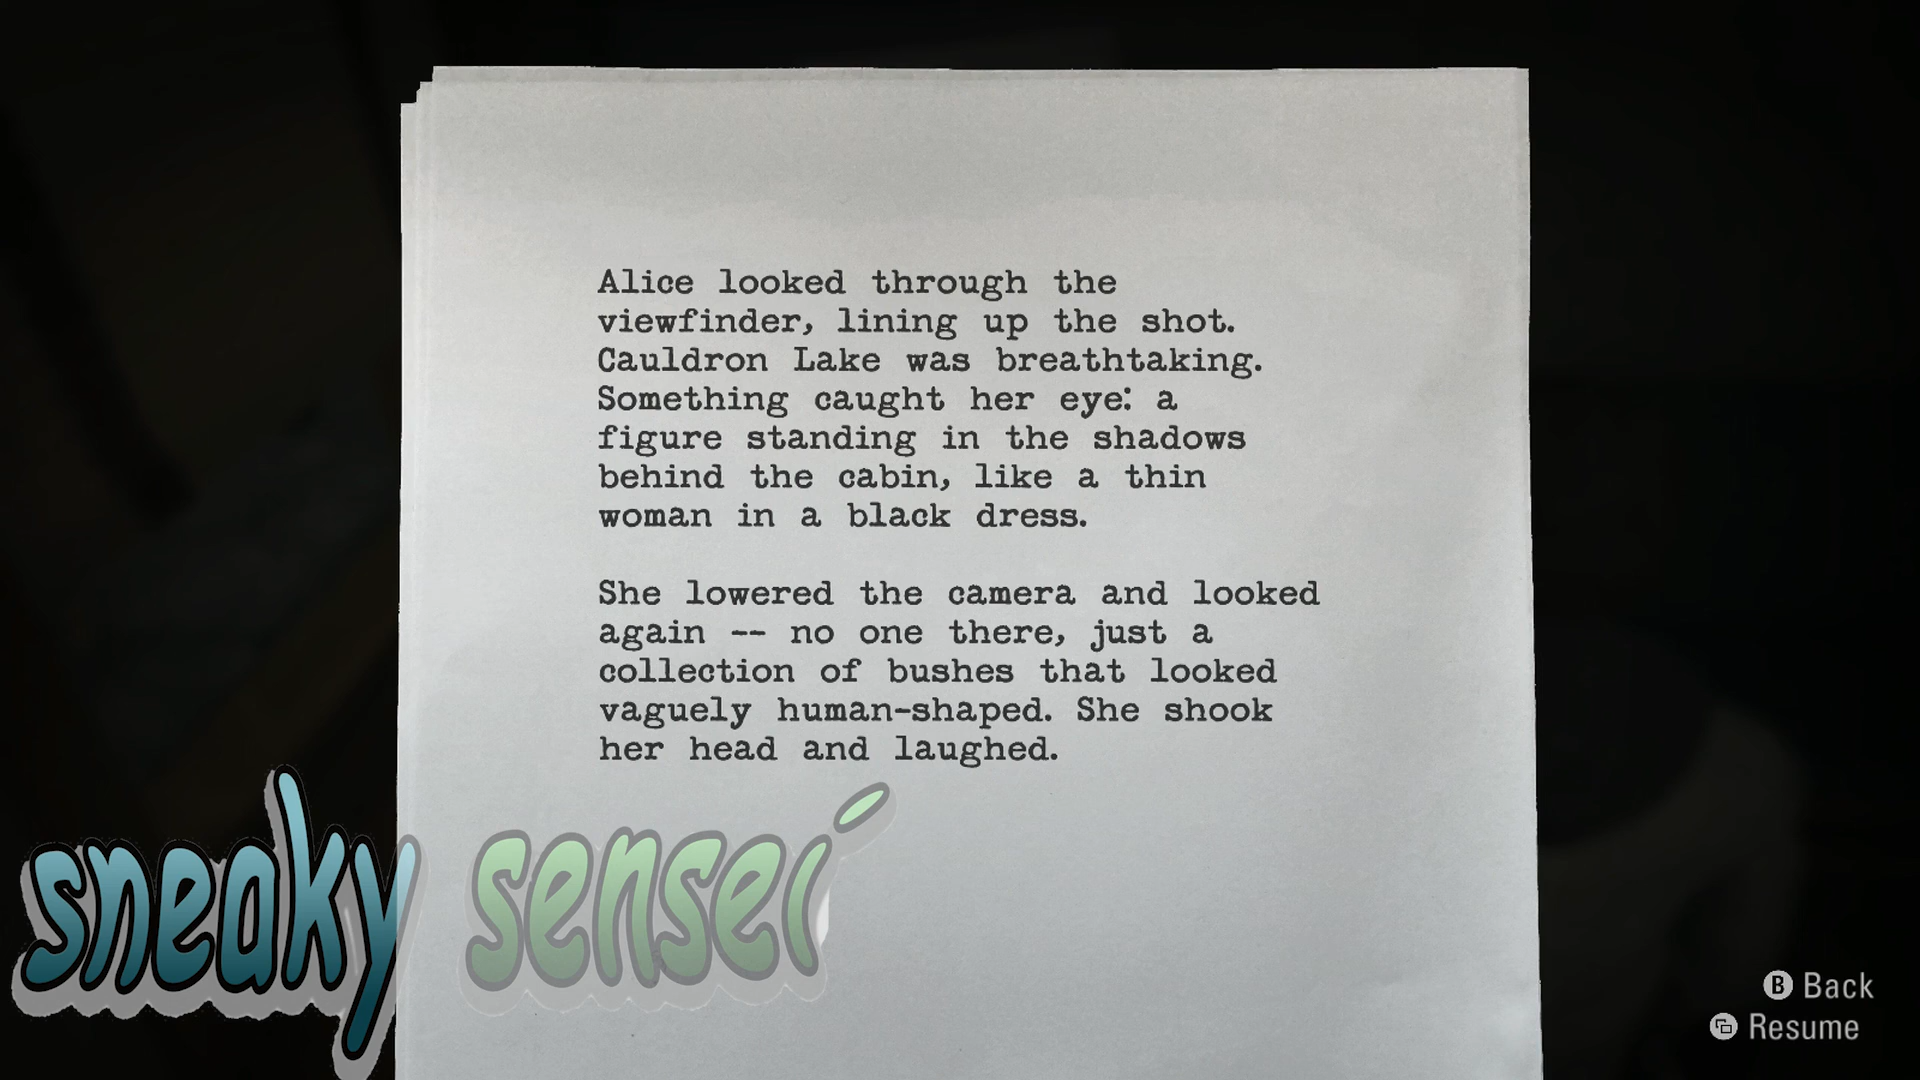 Alice looked through the
viewfinder, lining up the shot.
Cauldron Lake was breathtaking.
Something caught her eye: a
figure standing in the shadows
behind the cabin, like a thin
woman in a black dress.
She lowered the camera and looked
again -- no one there, just a
collection of bushes that looked
vaguely human-shaped. She shook
her head and laughed.
sneaky sensei
B Back
Resume